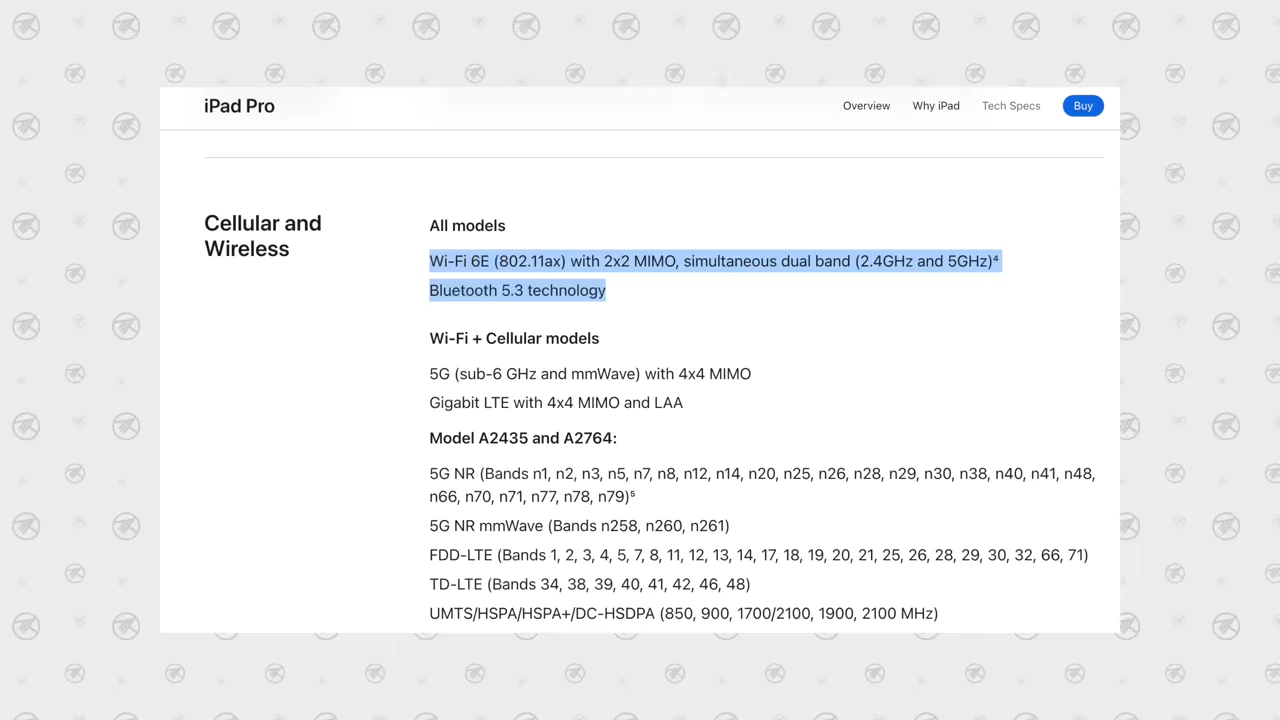 iPad Pro
Overview Why iPad Tech Specs Buy
Cellular and
Wireless
All models
Wi-Fi 6E (802.11ax) with 2x2 MIMO, simultaneous dual band (2.4GHz and 5GHz)⁴
Bluetooth 5.3 technology
Wi-Fi + Cellular models
5G (sub-6 GHz and mmWave) with 4x4 MIMO
Gigabit LTE with 4x4 MIMO and LAA
Model A2435 and A2764:
5G NR (Bands n1, n2, n3, n5, n7, n8, n12, n14, n20, n25, n26, n28, n29, n30, n38, n40, n41, n48,
n66, n70, n71, n77, n78, n79)⁵
5G NR mmWave (Bands n258, n260, n261)
FDD-LTE (Bands 1, 2, 3, 4, 5, 7, 8, 11, 12, 13, 14, 17, 18, 19, 20, 21, 25, 26, 28, 29, 30, 32, 66, 71)
TD-LTE (Bands 34, 38, 39, 40, 41, 42, 46, 48)
UMTS/HSPA/HSPA+/DC-HSDPA (850, 900, 1700/2100, 1900, 2100 MHz)